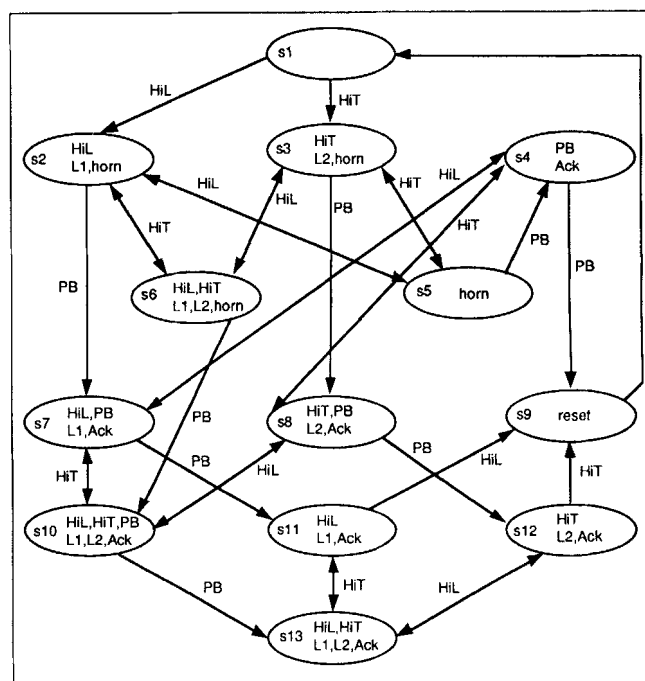 s1
HiL
HiT
s2
HiL
L1,horn
s3
HiT
L2,horn
s4
PB
Ack
HiL
HiL
HiT
HiL
HiT
PB
HiT
PB
PB
PB
s6
HiL,HiT
L1,L2,horn
s5
horn
s7
HiL,PB
L1,Ack
PB
s8
HiT,PB
L2,Ack
s9
reset
HiT
PB
HiL
PB
HiL
HiT
s10
HiL,HiT,PB
L1,L2,Ack
s11
HiL
L1,Ack
s12
HiT
L2,Ack
PB
HiT
HiL
s13
HiL,HiT
L1,L2,Ack